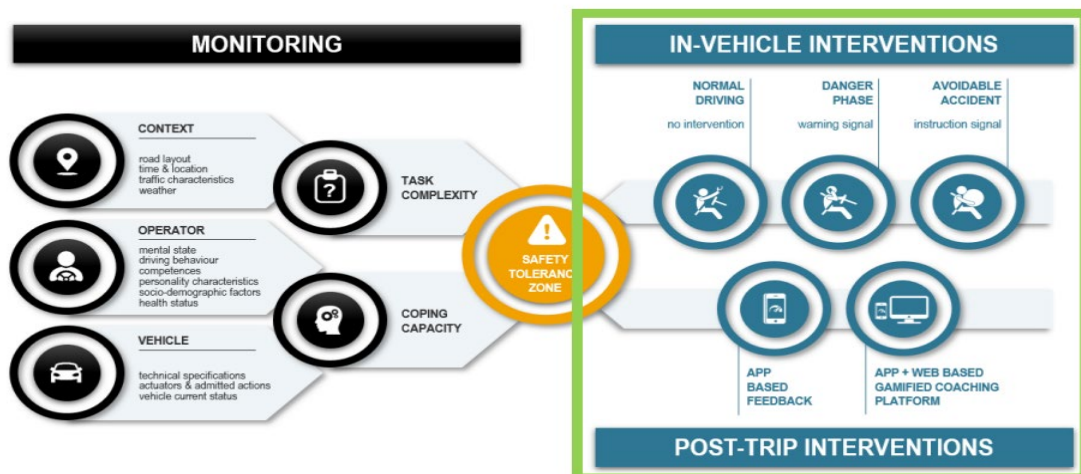 MONITORING
CONTEXT
road layout
time & location
traffic characteristics
weather
OPERATOR
mental state
driving behaviour
competences
personality characteristics
socio-demographic factors
health status
VEHICLE
technical specifications
actuators & admitted actions
vehicle current status
?
TASK
COMPLEXITY
COPING
CAPACITY
!
SAFETY
TOLERANCE
ZONE
IN-VEHICLE INTERVENTIONS
NORMAL
DRIVING
no intervention
DANGER
PHASE
warning signal
AVOIDABLE
ACCIDENT
instruction signal
APP
BASED
FEEDBACK
APP + WEB BASED
GAMIFIED COACHING
PLATFORM
POST-TRIP INTERVENTIONS